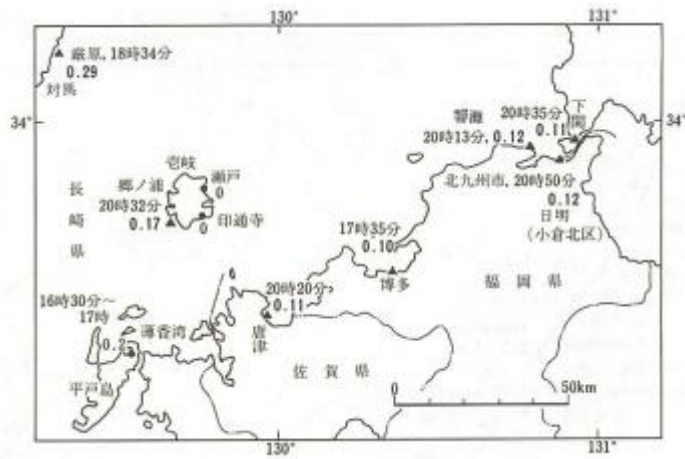 130°
131°
厳原, 18時34分
0.29
対馬
34°
響灘
20時35分
下関
0.11
34°
20時13分, 0.12
壱岐
瀬戸
0
郷ノ浦
20時32分
0.17
印通寺
0
長崎県
北九州市, 20時50分
0.12
日明
(小倉北区)
17時35分
0.10
博多
福岡県
16時30分〜
17時
薄香湾
0.2
平戸島
20時20分?
0.11
唐津
佐賀県
0
50km
130°
131°